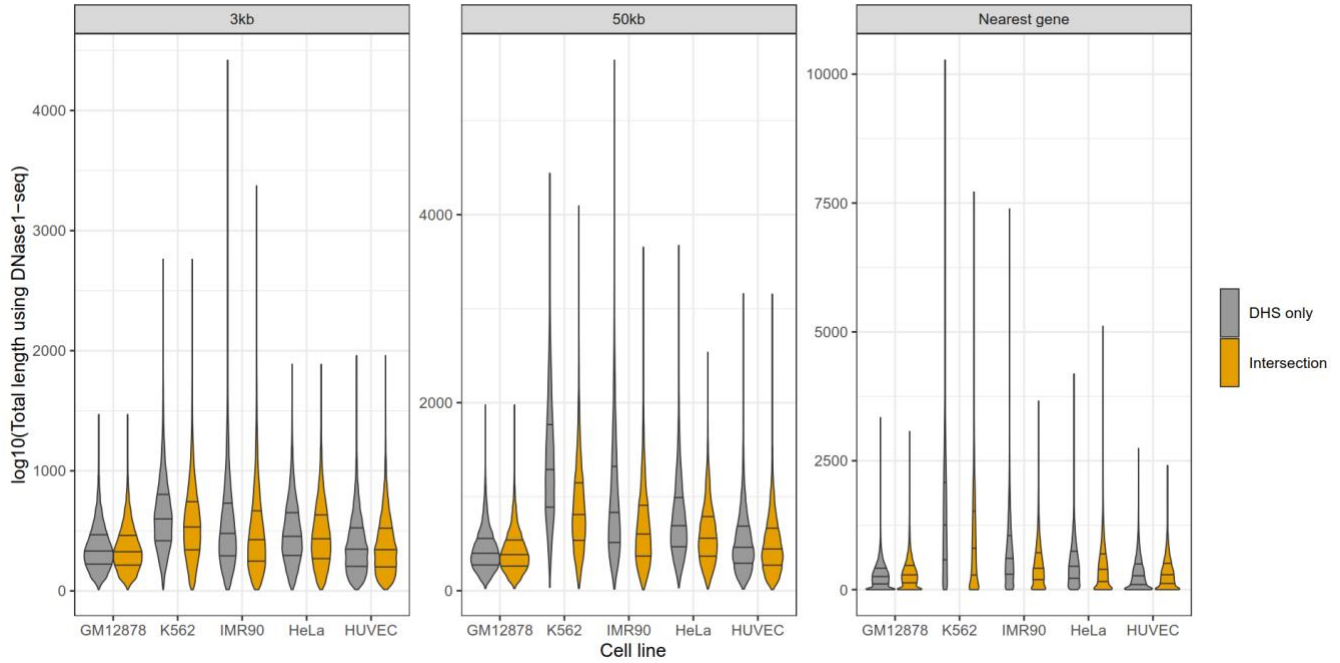 3kb
50kb
Nearest gene
log10(Total length using DNase1−seq)
4000
3000
2000
1000
0
4000
2000
0
10000
7500
5000
2500
0
GM12878 K562 IMR90 HeLa HUVEC
GM12878 K562 IMR90 HeLa HUVEC
GM12878 K562 IMR90 HeLa HUVEC
Cell line
DHS only
Intersection